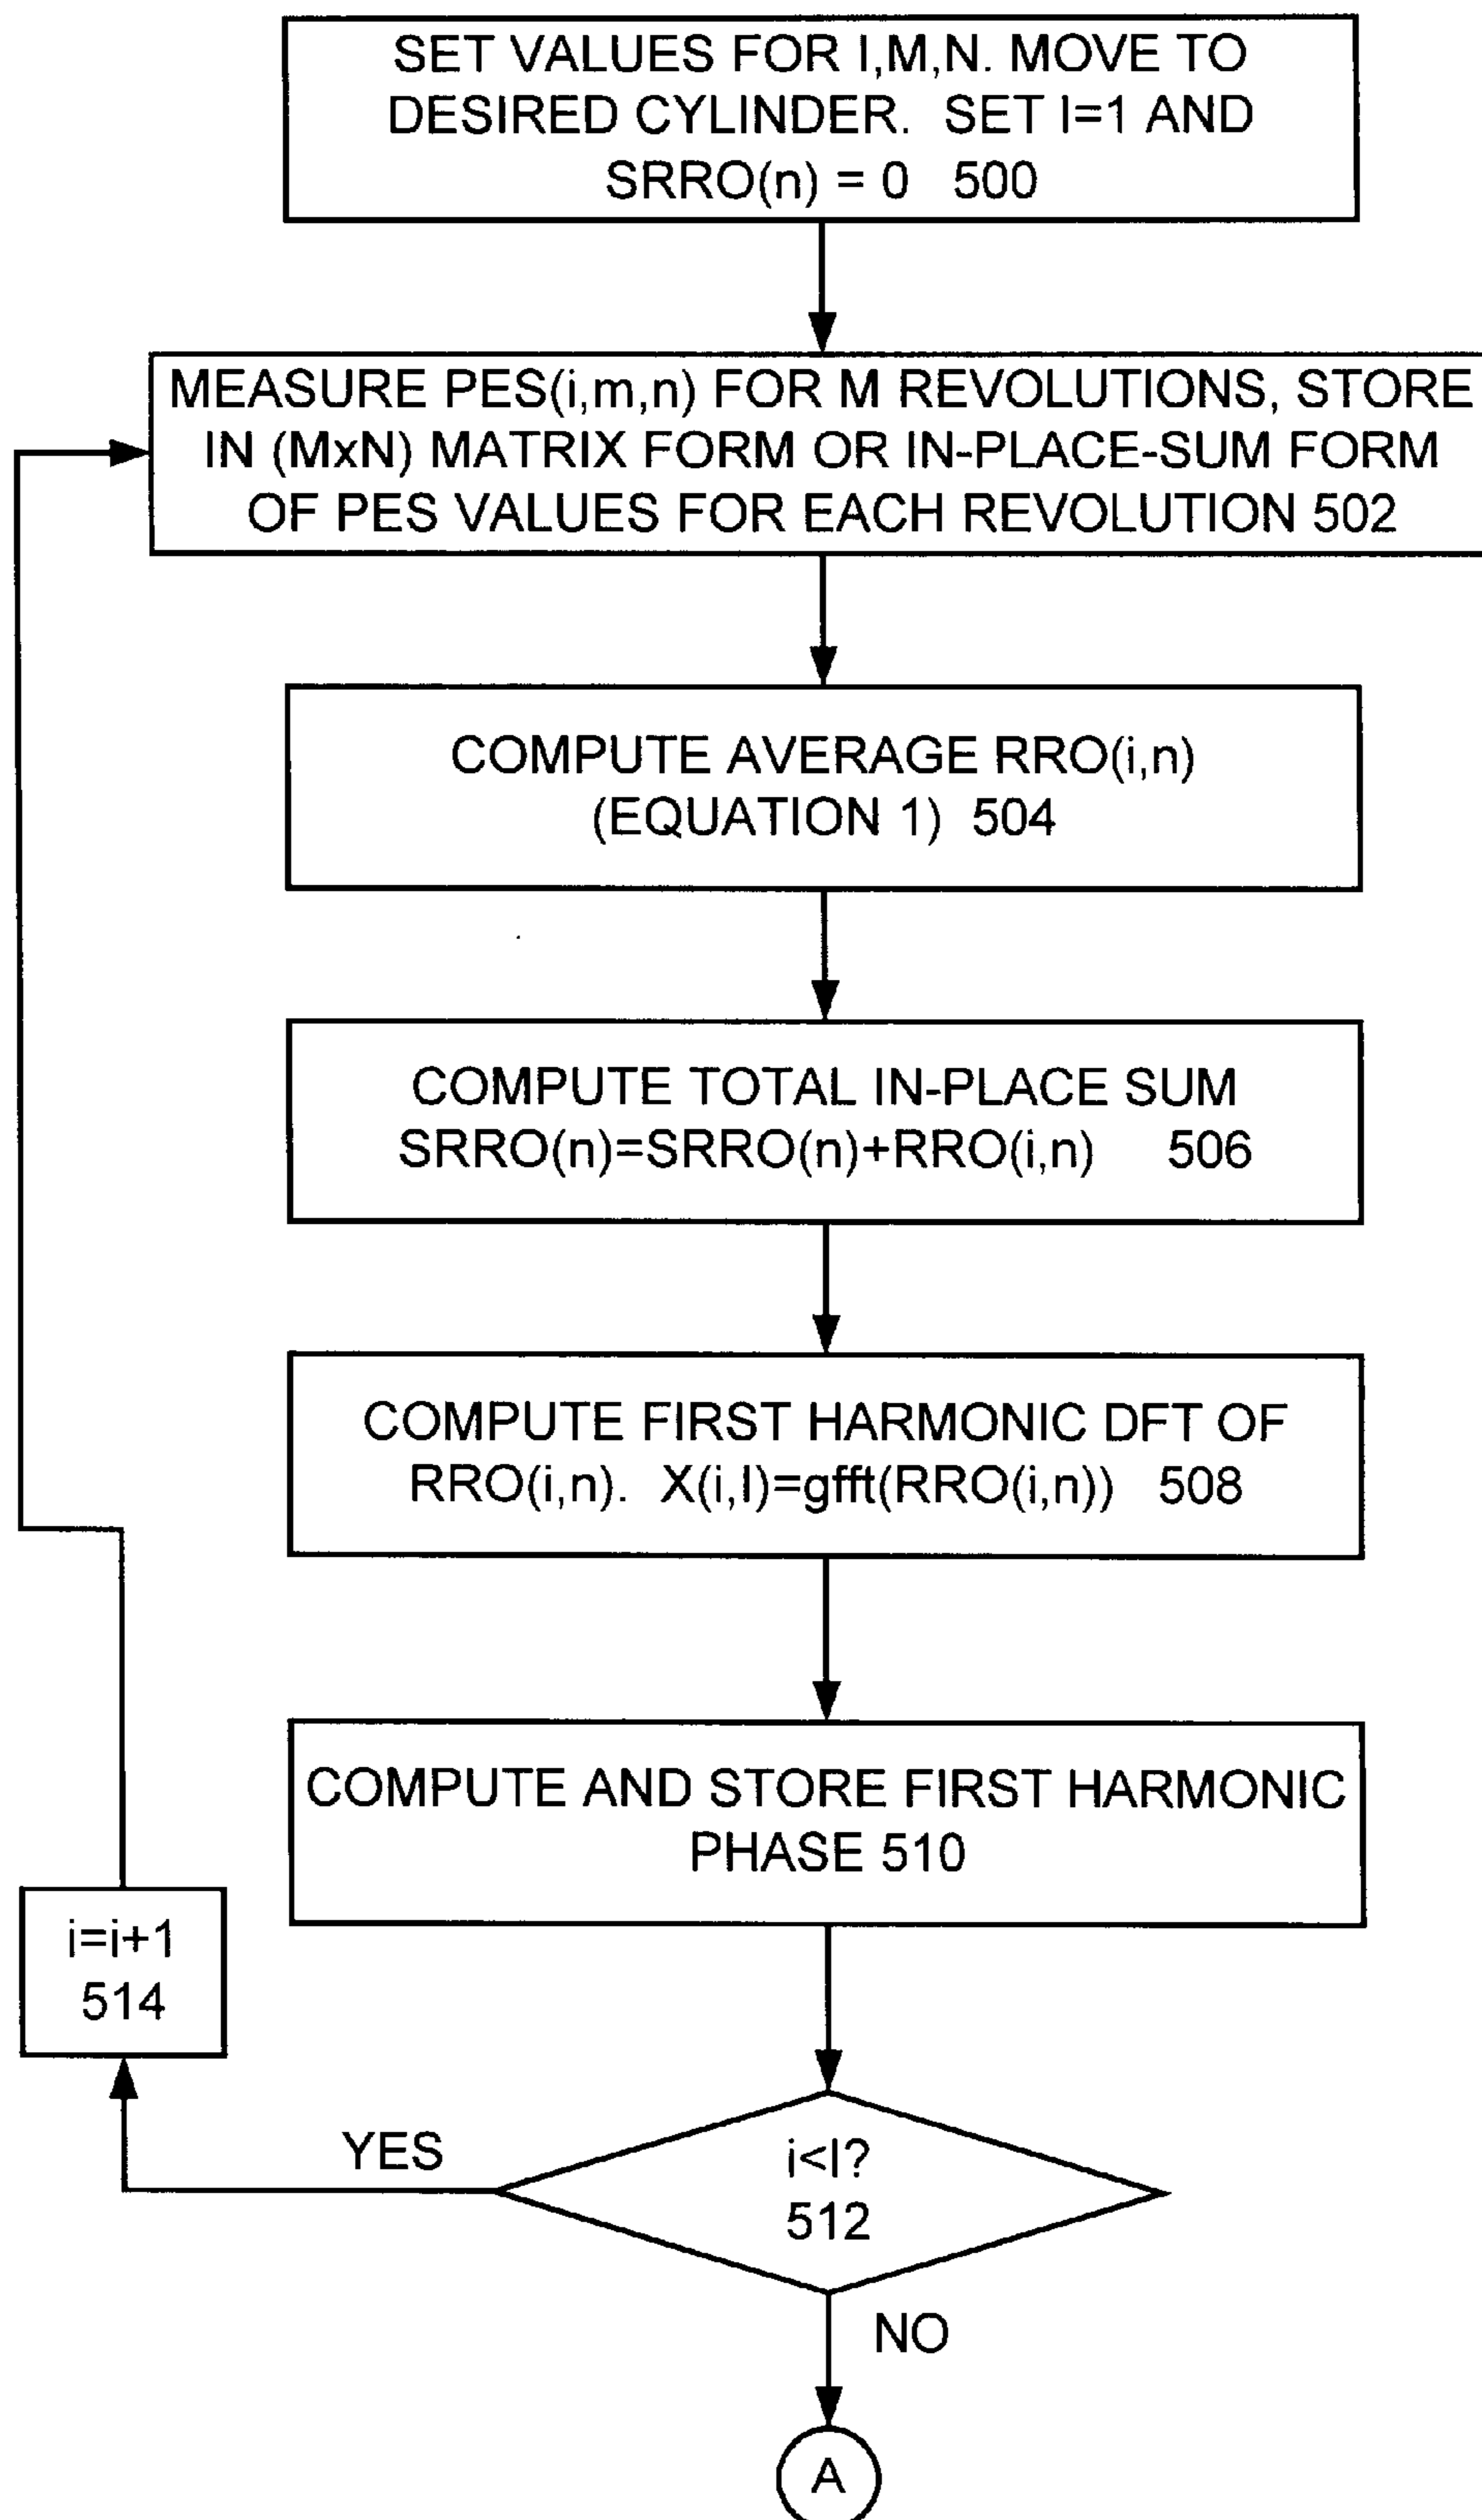 SET VALUES FOR I,M,N. MOVE TO
DESIRED CYLINDER. SET I=1 AND
SRRO(n) = 0 500
MEASURE PES(i,m,n) FOR M REVOLUTIONS, STORE
IN (MxN) MATRIX FORM OR IN-PLACE-SUM FORM
OF PES VALUES FOR EACH REVOLUTION 502
COMPUTE AVERAGE RRO(i,n)
(EQUATION 1) 504
COMPUTE TOTAL IN-PLACE SUM
SRRO(n)=SRRO(n)+RRO(i,n) 506
COMPUTE FIRST HARMONIC DFT OF
RRO(i,n). X(i,l)=gfft(RRO(i,n)) 508
COMPUTE AND STORE FIRST HARMONIC
PHASE 510
i=i+1
514
YES
i<I?
512
NO
A